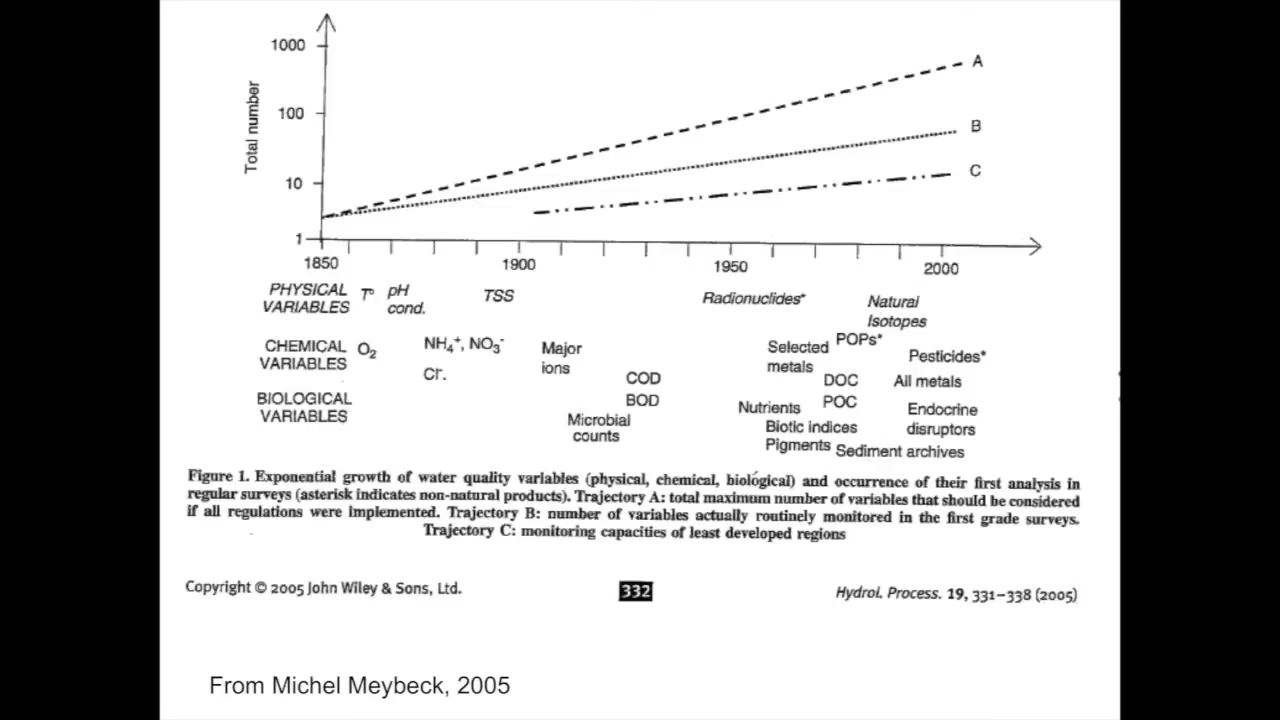 1000
A
Total number
100
B
C
10
1
1850
1900
1950
2000
PHYSICAL VARIABLES
T°
pH
cond.
TSS
Radionuclides*
Natural
Isotopes
CHEMICAL VARIABLES
O₂
NH₄⁺, NO₃⁻
Cl⁻.
Major
ions
COD
Selected
metals
POPs*
Pesticides*
DOC
All metals
BIOLOGICAL
VARIABLES
BOD
Microbial
counts
Nutrients
POC
Endocrine
disruptors
Biotic indices
Pigments
Sediment archives
Figure 1. Exponential growth of water quality variables (physical, chemical, biological) and occurrence of their first analysis in
regular surveys (asterisk indicates non-natural products). Trajectory A: total maximum number of variables that should be considered
if all regulations were implemented. Trajectory B: number of variables actually routinely monitored in the first grade surveys.
Trajectory C: monitoring capacities of least developed regions
Copyright © 2005 John Wiley & Sons, Ltd.
332
Hydrol. Process. 19, 331–338 (2005)
From Michel Meybeck, 2005